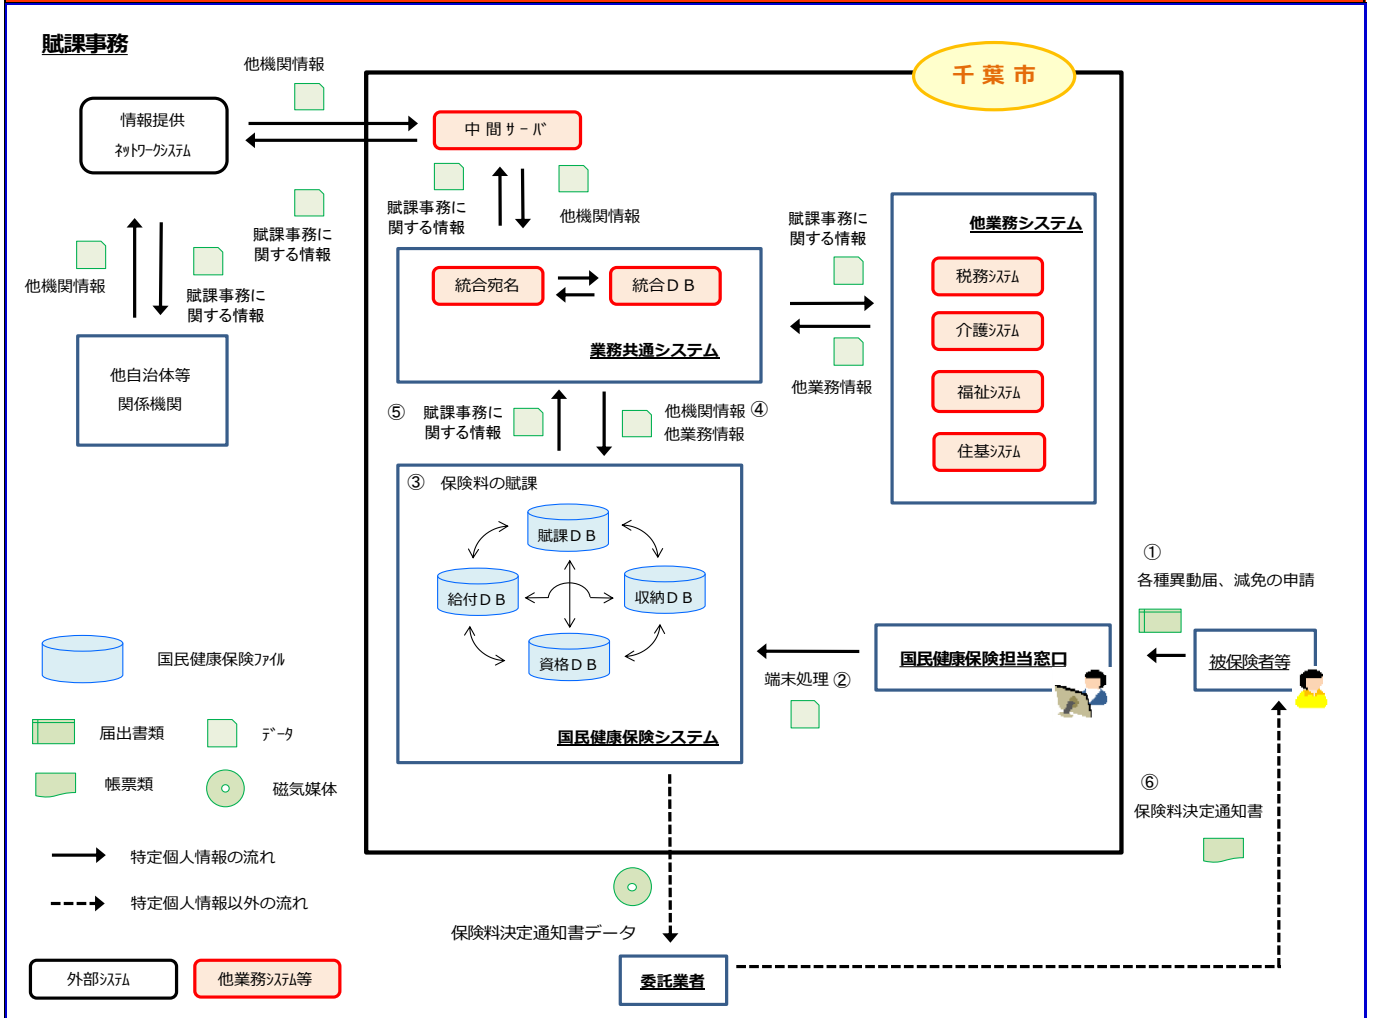 賦課事務
他機関情報
千 葉 市
情報提供
ﾈｯﾄﾜｰｸｼｽﾃﾑ
中 間 ｻ ｰ ﾊﾞ
賦課事務に
関する情報
他機関情報
賦課事務に
関する情報
他業務システム
賦課事務に
関する情報
他機関情報
賦課事務に
関する情報
統合宛名
統合ＤＢ
税務ｼｽﾃﾑ
介護ｼｽﾃﾑ
業務共通システム
他自治体等
関係機関
他業務情報
福祉ｼｽﾃﾑ
⑤ 賦課事務に
関する情報
他機関情報 ④
他業務情報
住基ｼｽﾃﾑ
③ 保険料の賦課
賦課ＤＢ
給付ＤＢ
収納ＤＢ
資格ＤＢ
国民健康保険システム
①
各種異動届、減免の申請
国民健康保険担当窓口
被保険者等
端末処理 ②
国民健康保険ﾌｧｲﾙ
届出書類
ﾃﾞｰﾀ
帳票類
磁気媒体
⑥
保険料決定通知書
特定個人情報の流れ
特定個人情報以外の流れ
保険料決定通知書データ
外部ｼｽﾃﾑ
他業務ｼｽﾃﾑ等
委託業者